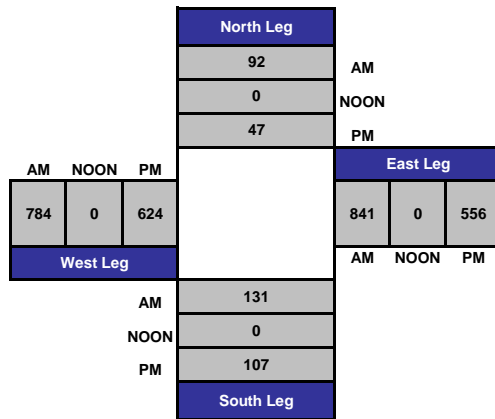 North Leg
92 AM
0 NOON
47 PM
AM NOON PM East Leg
784 0 624 841 0 556
West Leg AM NOON PM
AM 131
NOON 0
PM 107
South Leg